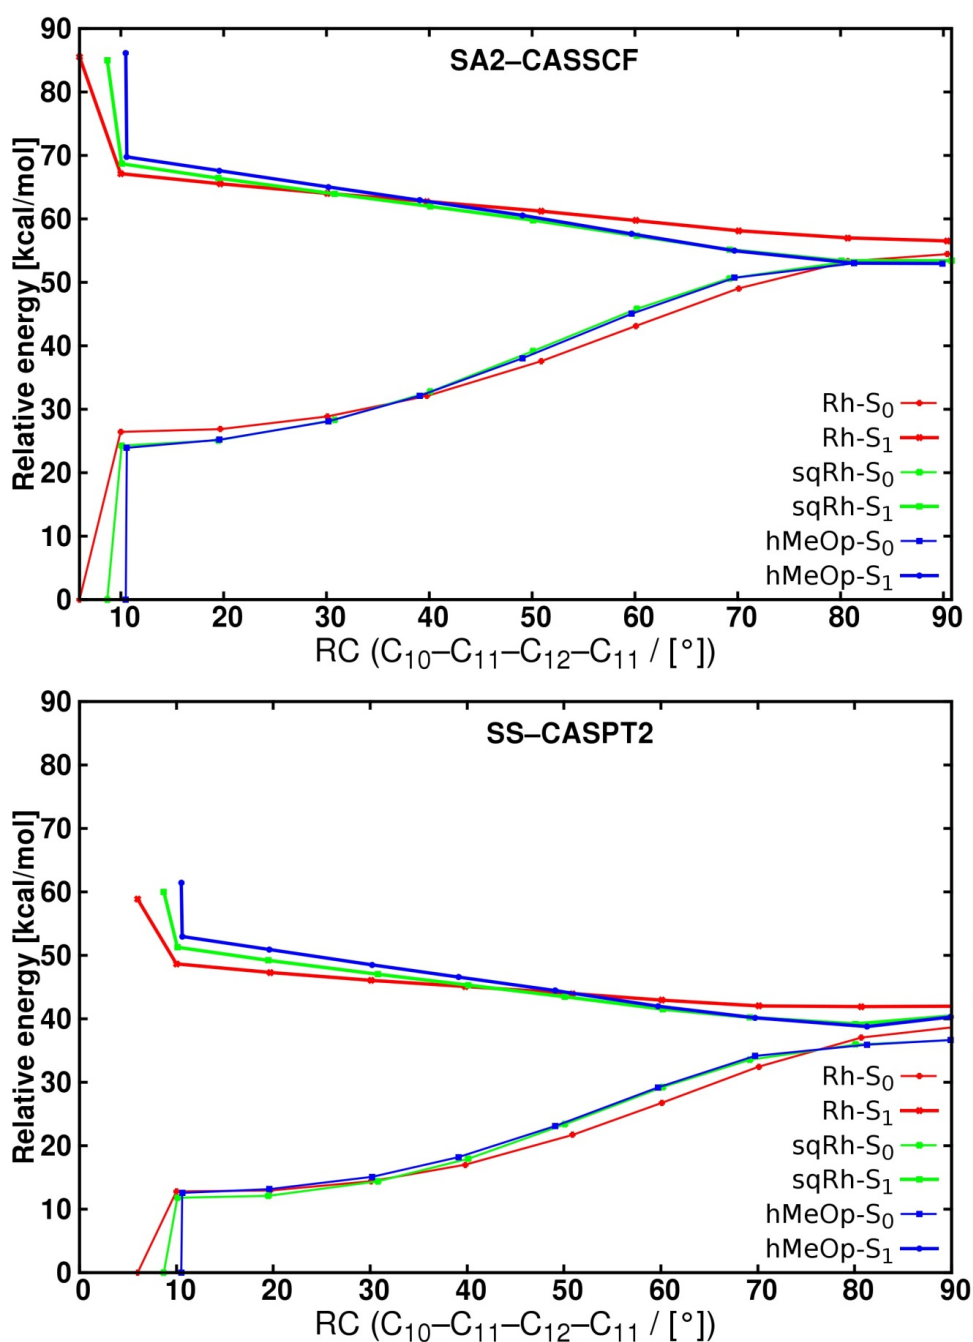 SA2–CASSCF
90
80
70
60
50
40
30
20
10
0
Relative energy [kcal/mol]
Rh-S0
Rh-S1
sqRh-S0
sqRh-S1
hMeOp-S0
hMeOp-S1
10 20 30 40 50 60 70 80 90
RC (C10–C11–C12–C11 / [°])
SS–CASPT2
90
80
70
60
50
40
30
20
10
0
Relative energy [kcal/mol]
Rh-S0
Rh-S1
sqRh-S0
sqRh-S1
hMeOp-S0
hMeOp-S1
0 10 20 30 40 50 60 70 80 90
RC (C10–C11–C12–C11 / [°])